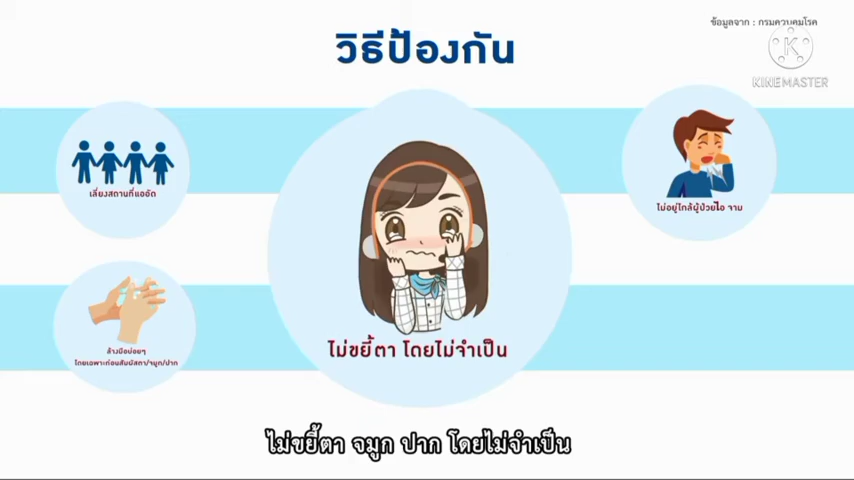 ข้อมูลจาก : กรมควบคุมโรค
วิธีป้องกัน
KINEMASTER
เลี่ยงสถานที่แออัด
ไม่อยู่ใกล้ผู้ป่วยไอ จาม
ล้างมือบ่อยๆ
โดยเฉพาะก่อนสัมผัสตา/จมูก/ปาก
ไม่ขยี้ตา โดยไม่จำเป็น
ไม่ขยี้ตา จมูก ปาก โดยไม่จำเป็น